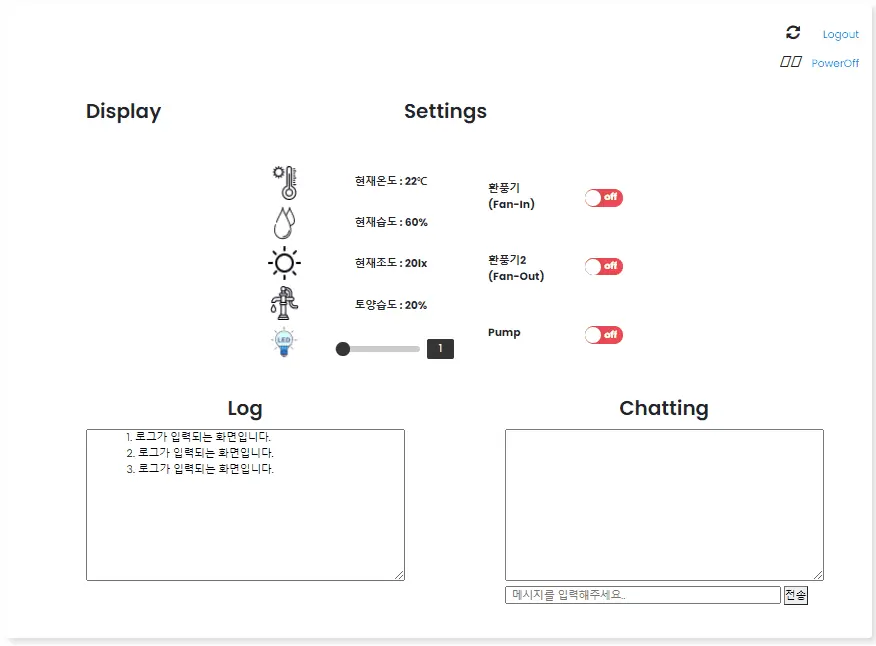 Logout
PowerOff
Display
Settings
현재온도 : 22℃
현재습도 : 60%
현재조도 : 20lx
토양습도 : 20%
LED
1
환풍기
(Fan-In)
off
환풍기2
(Fan-Out)
off
Pump
off
Log
1. 로그가 입력되는 화면입니다.
2. 로그가 입력되는 화면입니다.
3. 로그가 입력되는 화면입니다.
Chatting
메시지를 입력해주세요..
전송